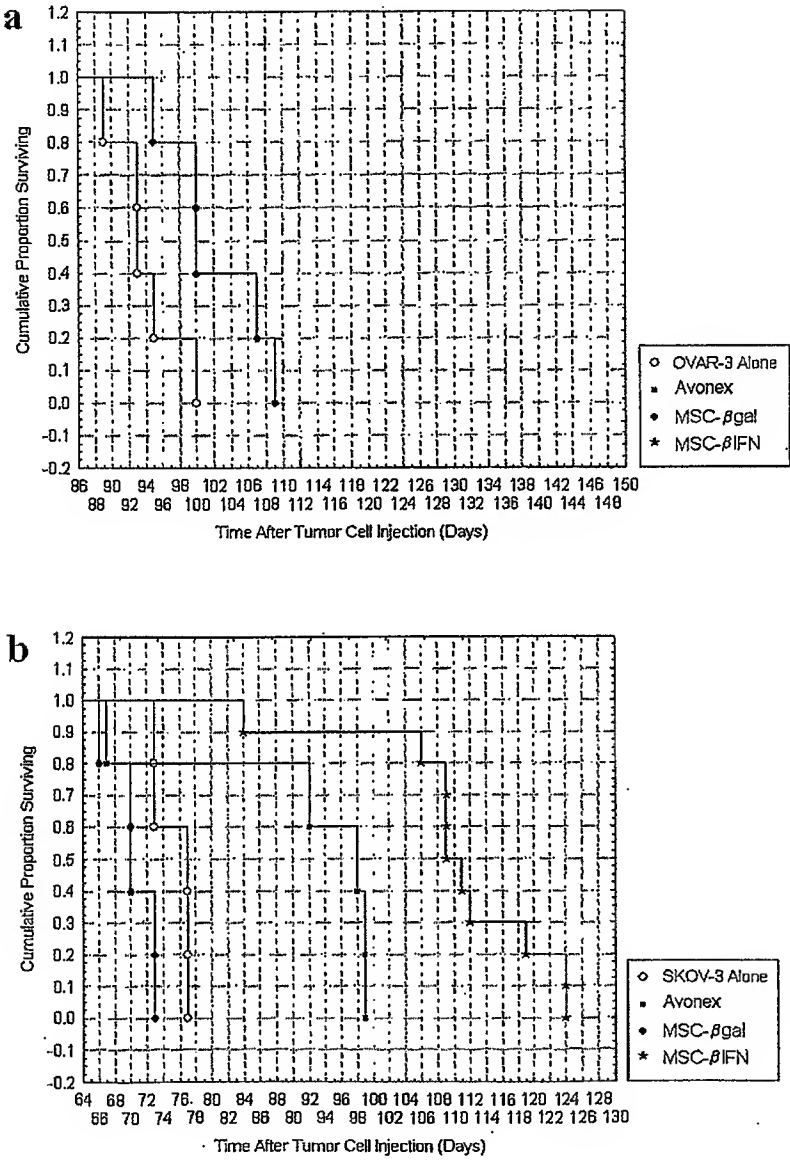 a
1.2
1.1
1.0
0.9
0.8
0.7
0.6
0.5
0.4
0.3
0.2
0.1
0.0
-0.1
-0.2
Cumulative Proportion Surviving
86 90 94 98 102 106 110 114 118 122 126 130 134 138 142 146 150
88 92 96 100 104 108 112 116 120 124 128 132 136 140 144 148
Time After Tumor Cell Injection (Days)
OVAR-3 Alone
Avonex
MSC-βgal
MSC-βIFN
b
1.2
1.1
1.0
0.9
0.8
0.7
0.6
0.5
0.4
0.3
0.2
0.1
0.0
-0.1
-0.2
Cumulative Proportion Surviving
64 68 72 76 80 84 88 92 96 100 104 108 112 116 120 124 128
66 70 74 78 82 86 90 94 98 102 106 110 114 118 122 126 130
Time After Tumor Cell Injection (Days)
SKOV-3 Alone
Avonex
MSC-βgal
MSC-βIFN